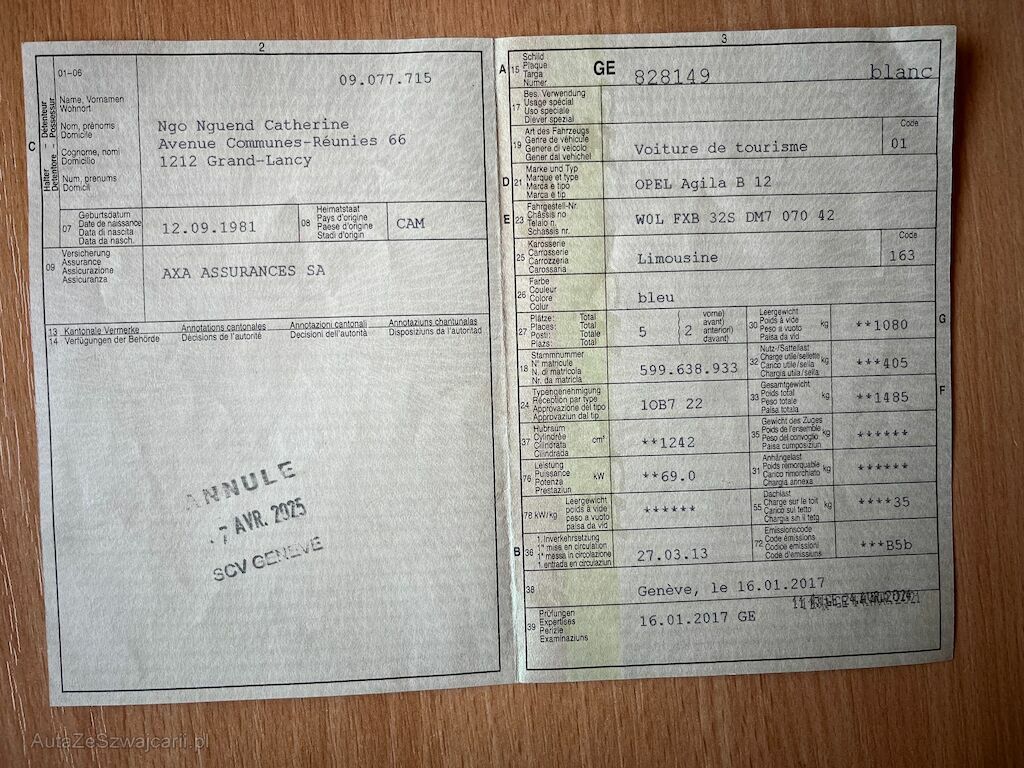 2
01-06
09.077.715
C
Halter - Détenteur
Detentore - Possessur
Name, Vornamen
Wohnort
Nom, prénoms
Domicile
Cognome, nomi
Domicilio
Num, prenums
Domicil
Ngo Nguend Catherine
Avenue Communes-Réunies 66
1212 Grand-Lancy
07
Geburtsdatum
Date de naissance
Data di nascita
Data da nasch.
12.09.1981
08
Heimatstaat
Pays d'origine
Paese d'origine
Stadi d'origin
CAM
09
Versicherung
Assurance
Assicurazione
Assicuranza
AXA ASSURANCES SA
13 Kantonale Vermerke Annotations cantonales Annotazioni cantonali Annotaziuns chantunalas
14 Verfügungen der Behörde Décisions de l'autorité Decisioni dell'autorità Disposiziuns da l'autoritad
ANNULE
- 7 AVR. 2025
SCV GENEVE
3
A 15
Schild
Plaque
Targa
Numer
GE 828149 blanc
17
Bes. Verwendung
Usage spécial
Uso speciale
Diever spezial
19
Art des Fahrzeugs
Genre de véhicule
Genere di veicolo
Gener dal vehichel
Voiture de tourisme
Code
01
D 21
Marke und Typ
Marque et type
Marca e tipo
Marca e tip
OPEL Agila B 12
E 23
Fahrgestell-Nr.
Châssis no
Telaio n.
Schassis nr.
W0L FXB 32S DM7 070 42
25
Karosserie
Carrosserie
Carrozzeria
Carossaria
Limousine
Code
163
26
Farbe
Couleur
Colore
Colur
bleu
27
Plätze: Total
Places: Total
Posti: Totale
Plazs: Total
5 (2
vorne)
avant)
anteriori)
davant)
30
Leergewicht
Poids à vide
Peso a vuoto
Paisa da vid
kg
**1080
G
18
Stammnummer
N° matricule
N. di matricola
Nr. da matricla
599.638.933
32
Nutz-/Sattellast
Charge utile/sellette
Carico utile/sella
Chargia utila/sella
kg
***405
24
Typengenehmigung
Réception par type
Approvazione del tipo
Approvaziun dal tip
1OB7 22
33
Gesamtgewicht
Poids total
Peso totale
Paisa totala
kg
**1485
F
37
Hubraum
Cylindrée
Cilindrata
Cilindrada
cm³
**1242
35
Gewicht des Zuges
Poids de l'ensemble
Peso del convoglio
Paisa cumposiziun
kg
******
76
Leistung
Puissance
Potenza
Prestaziun
kW
**69.0
31
Anhängelast
Poids remorquable
Carico rimorchiato
Chargia annexa
kg
******
78 kW/kg
Leergewicht
poids à vide
peso a vuoto
paisa da vid
******
55
Dachlast
Charge sur le toit
Carico sul tetto
Chargia sin il tetg
kg
****35
B 36
1. Inverkehrsetzung
1re mise en circulation
1a messa in circolazione
1. entrada en circulaziun
27.03.13
72
Emissionscode
Code émissions
Codice emissioni
Code d'emissiuns
***B5b
38
Genève, le 16.01.2017
39
Prüfungen
Expertises
Perizie
Examinaziuns
16.01.2017 GE
AutaZeSzwajcarii.pl